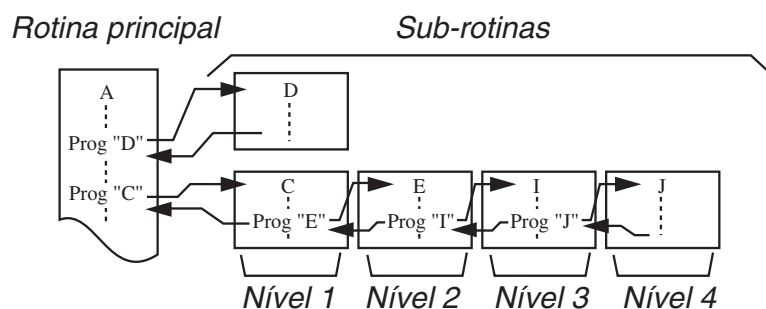 Rotina principal
Sub-rotinas
A
D
Prog "D"
Prog "C"
C
E
I
J
Prog "E"
Prog "I"
Prog "J"
Nível 1
Nível 2
Nível 3
Nível 4